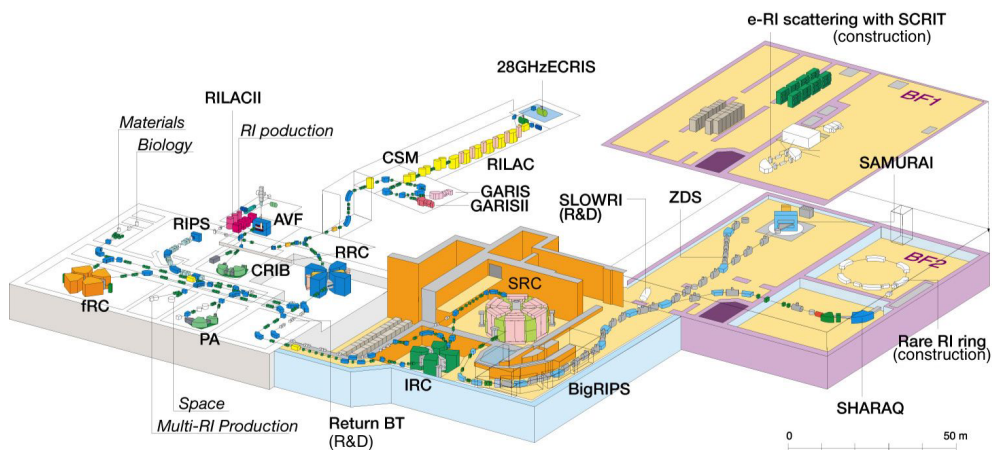 e-RI scattering with SCRIT
(construction)
28GHzECRIS
RILACII
Materials
RI poduction
Biology
BF1
CSM
RILAC
SAMURAI
GARIS
GARISII
SLOWRI
(R&D)
ZDS
RIPS
AVF
RRC
CRIB
SRC
BF2
fRC
PA
IRC
BigRIPS
Rare RI ring
(construction)
Space
Multi-RI Production
Return BT
(R&D)
SHARAQ
0
50 m